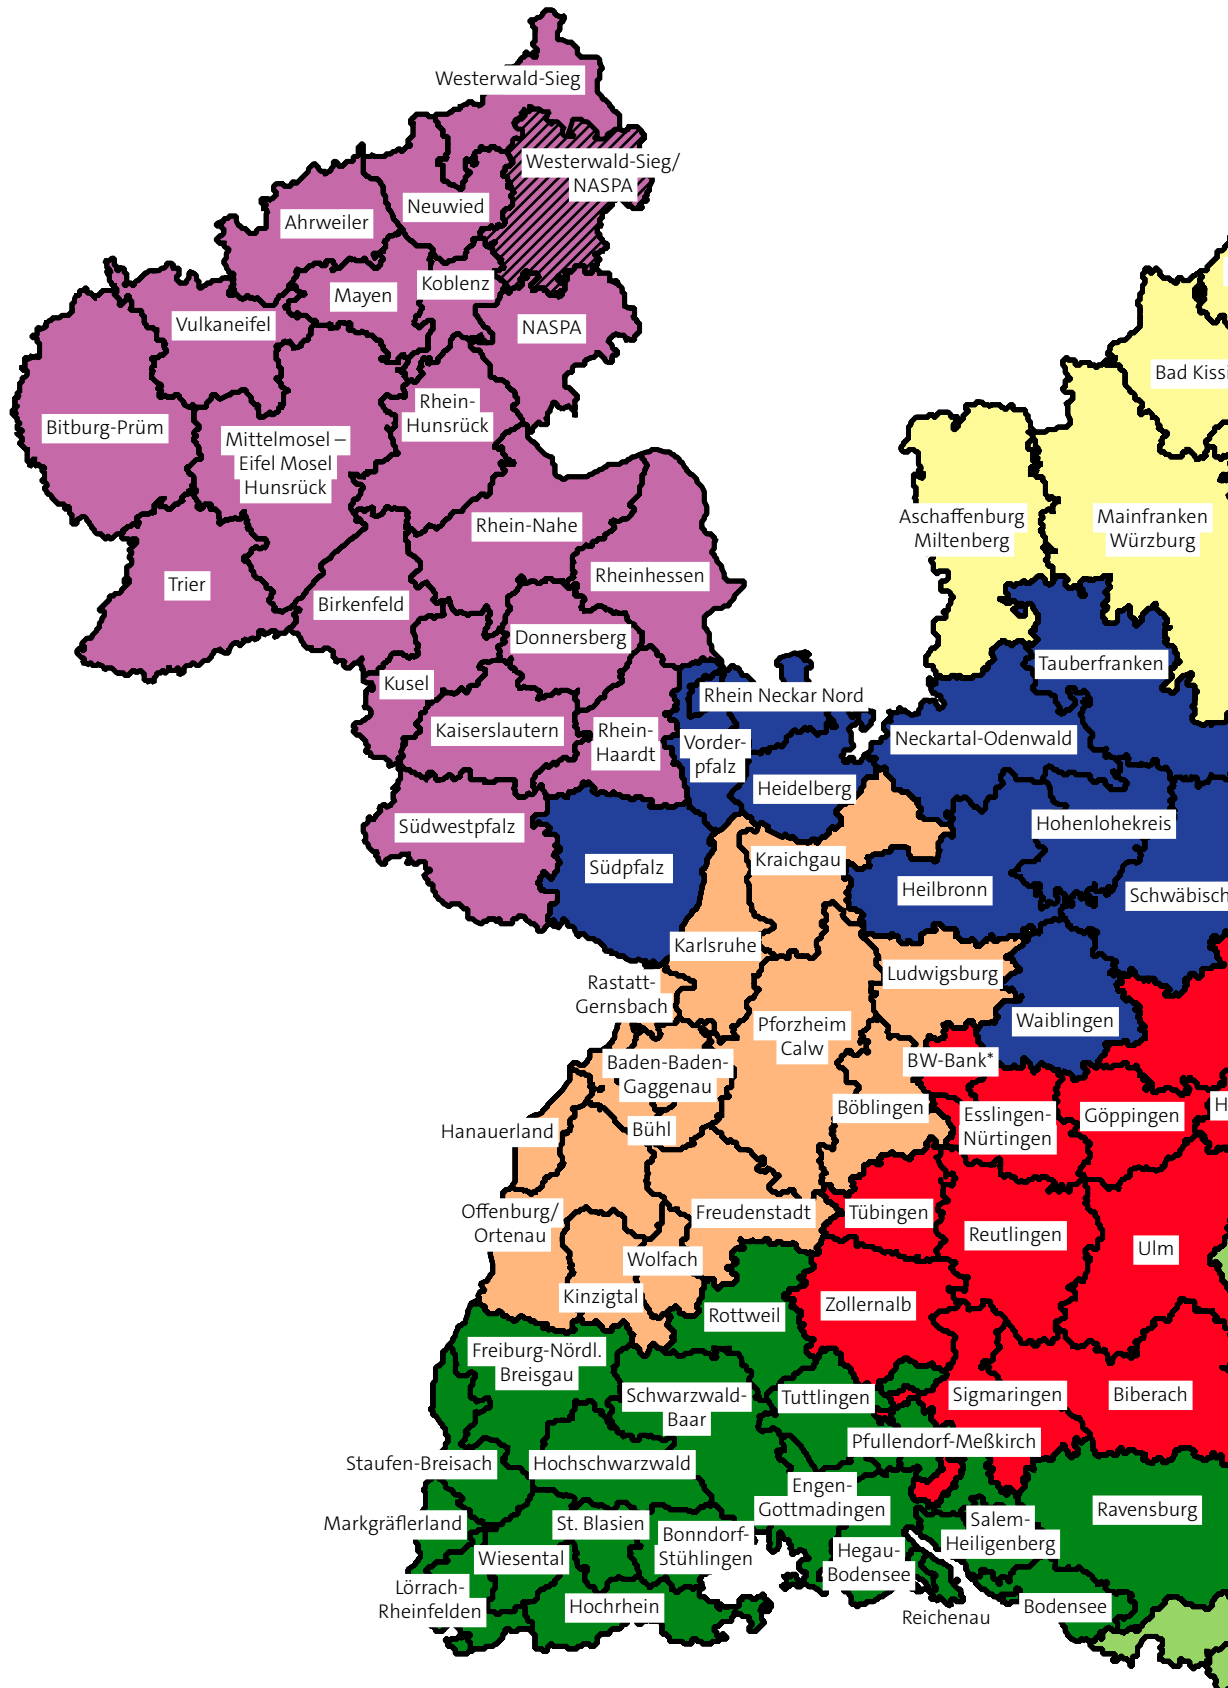 Westerwald-Sieg
Westerwald-Sieg/
NASPA
Neuwied
Ahrweiler
Koblenz
Mayen
Vulkaneifel
NASPA
Bad Kissi
Rhein-
Hunsrück
Bitburg-Prüm
Mittelmosel –
Eifel Mosel
Hunsrück
Rhein-Nahe
Aschaffenburg
Miltenberg
Mainfranken
Würzburg
Trier
Rheinhessen
Birkenfeld
Donnersberg
Tauberfranken
Kusel
Rhein Neckar Nord
Kaiserslautern
Rhein-
Haardt
Vorder-
pfalz
Neckartal-Odenwald
Heidelberg
Südwestpfalz
Hohenlohekreis
Südpfalz
Kraichgau
Heilbronn
Schwäbisch
Karlsruhe
Ludwigsburg
Rastatt-
Gernsbach
Pforzheim
Calw
Waiblingen
Baden-Baden-
Gaggenau
BW-Bank*
Böblingen
Esslingen-
Nürtingen
Göppingen
H
Hanauerland
Bühl
Offenburg/
Ortenau
Freudenstadt
Tübingen
Reutlingen
Ulm
Wolfach
Kinzigtal
Rottweil
Zollernalb
Freiburg-Nördl.
Breisgau
Schwarzwald-
Baar
Tuttlingen
Sigmaringen
Biberach
Pfullendorf-Meßkirch
Staufen-Breisach
Hochschwarzwald
Engen-
Gottmadingen
Ravensburg
Markgräflerland
St. Blasien
Bonndorf-
Stühlingen
Salem-
Heiligenberg
Wiesental
Hegau-
Bodensee
Lörrach-
Rheinfelden
Hochrhein
Reichenau
Bodensee